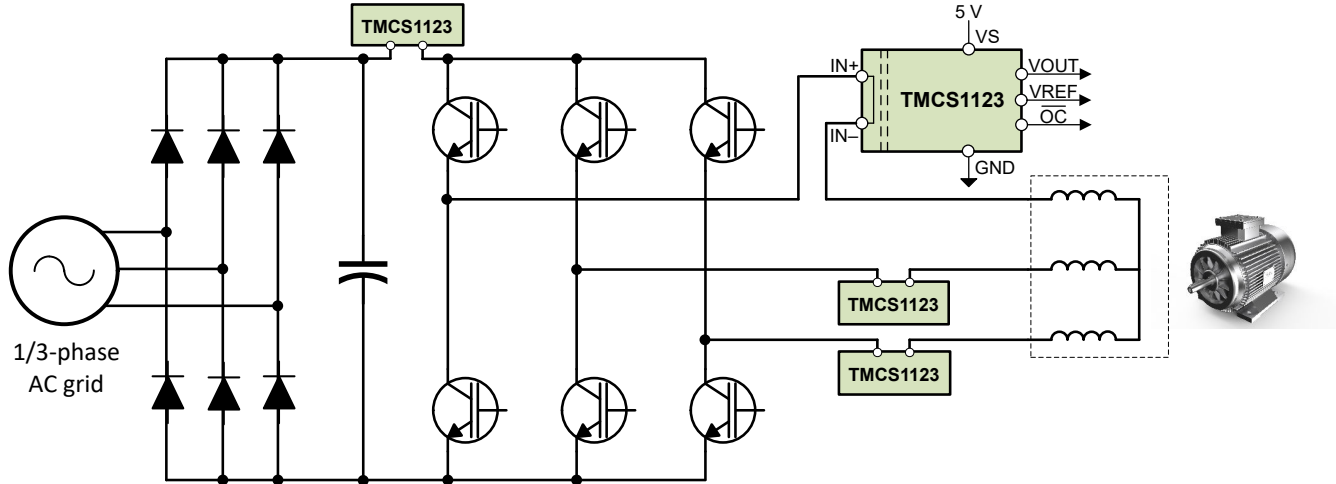 TMCS1123
5 V
VS
IN+
VOUT
TMCS1123
VREF
OC
IN–
GND
TMCS1123
1/3-phase
AC grid
TMCS1123